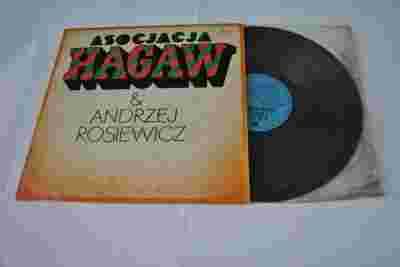 ASOCJACJA
HAGAW
&
ANDRZEJ
ROSIEWICZ